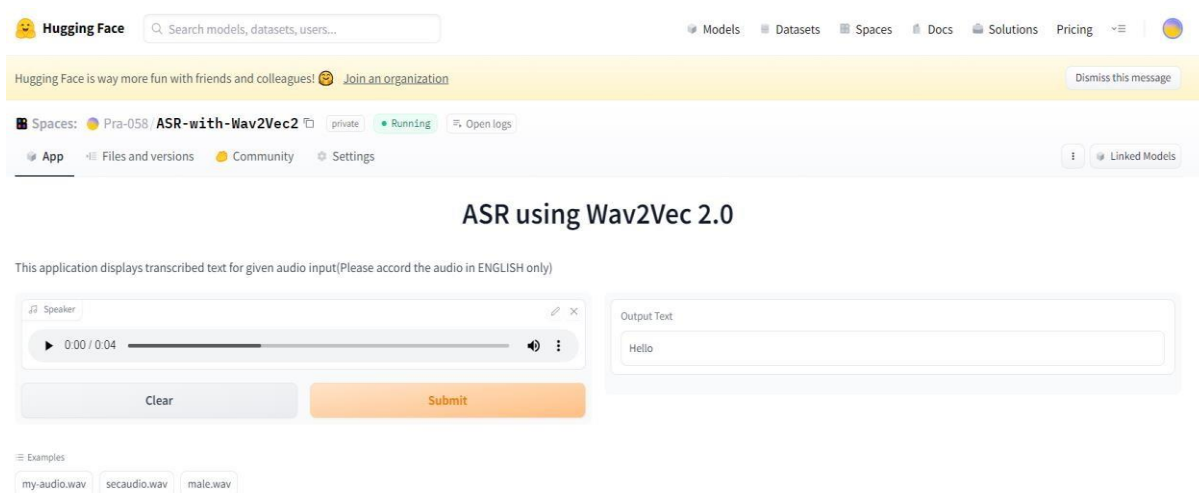 Hugging Face Search models, datasets, users... Models Datasets Spaces Docs Solutions Pricing
Hugging Face is way more fun with friends and colleagues! Join an organization Dismiss this message
Spaces: Pra-058/ASR-with-Wav2Vec2 private Running Open logs
App Files and versions Community Settings Linked Models
ASR using Wav2Vec 2.0
This application displays transcribed text for given audio input(Please accord the audio in ENGLISH only)
Speaker
0:00 / 0:04
Output Text
Hello
Clear Submit
Examples
my-audio.wav secaudio.wav male.wav